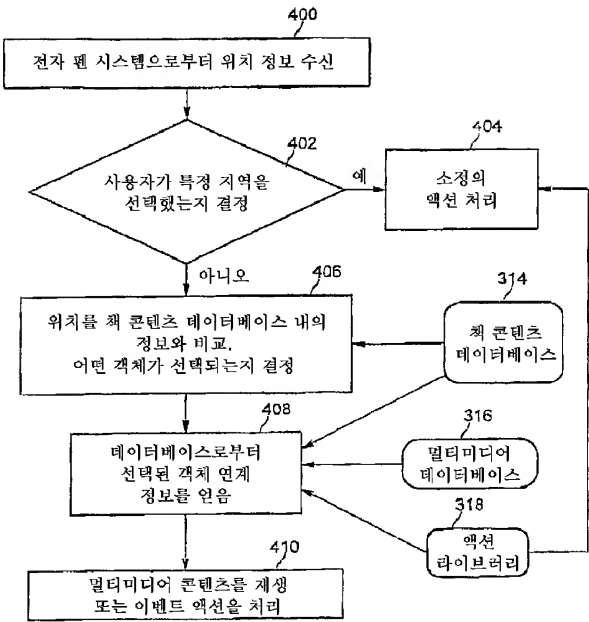 400
전자 펜 시스템으로부터 위치 정보 수신
402
사용자가 특정 지역을
선택했는지 결정
예
404
소정의
액션 처리
아니오
406
위치를 책 콘텐츠 데이터베이스 내의
정보와 비교.
어떤 객체가 선택되는지 결정
314
책 콘텐츠
데이터베이스
408
데이터베이스로부터
선택된 객체 연계
정보를 얻음
316
멀티미디어
데이터베이스
318
액션
라이브러리
410
멀티미디어 콘텐츠를 재생
또는 이벤트 액션을 처리